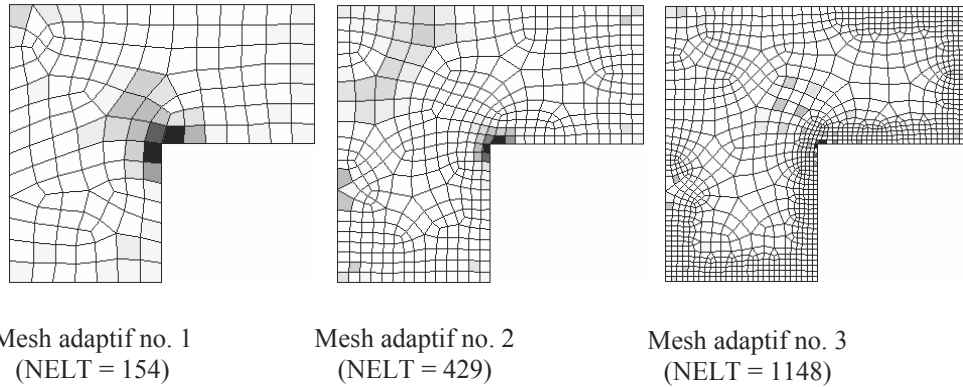 Mesh adaptif no. 1
(NELT = 154)
Mesh adaptif no. 2
(NELT = 429)
Mesh adaptif no. 3
(NELT = 1148)